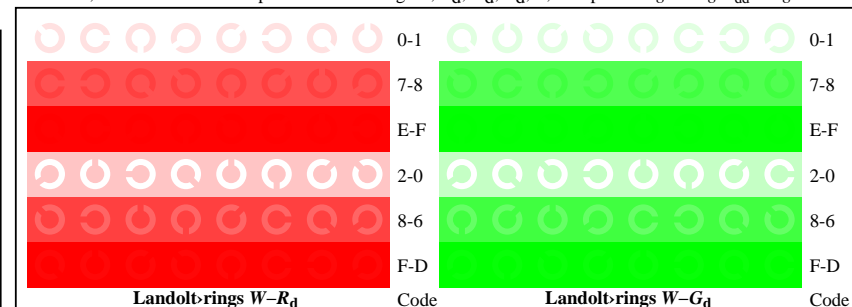 0-1 0-1
7-8 7-8
E-F E-F
2-0 2-0
8-6 8-6
F-D F-D
Landolt›rings W–Rd Code Landolt›rings W–Gd Code